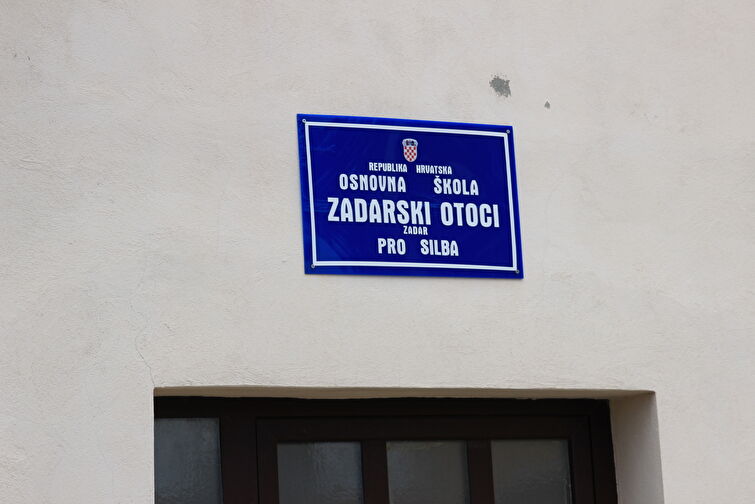 REPUBLIKA HRVATSKA
OSNOVNA ŠKOLA
ZADARSKI OTOCI
ZADAR
PRO SILBA